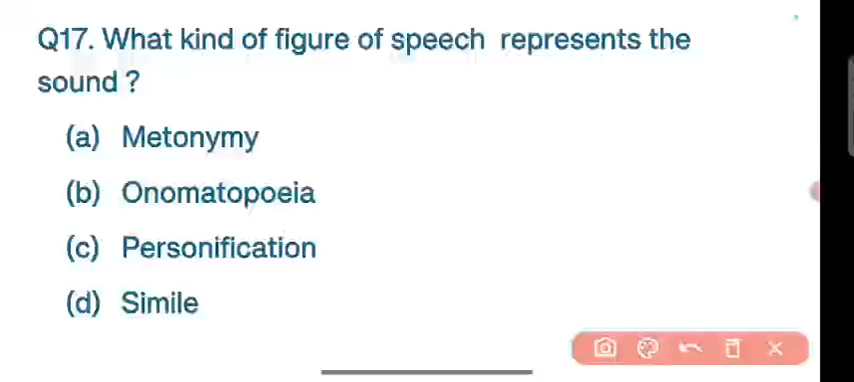 Q17. What kind of figure of speech represents the
sound ?
(a) Metonymy
(b) Onomatopoeia
(c) Personification
(d) Simile